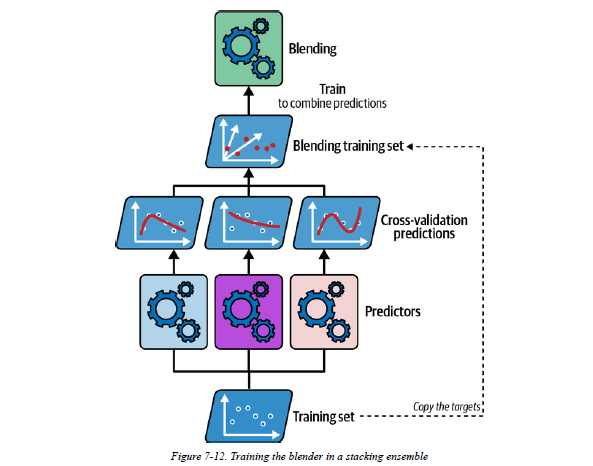 Blending
Train
to combine predictions
Blending training set
Cross-validation
predictions
Predictors
Training set
Copy the targets
Figure 7-12. Training the blender in a stacking ensemble